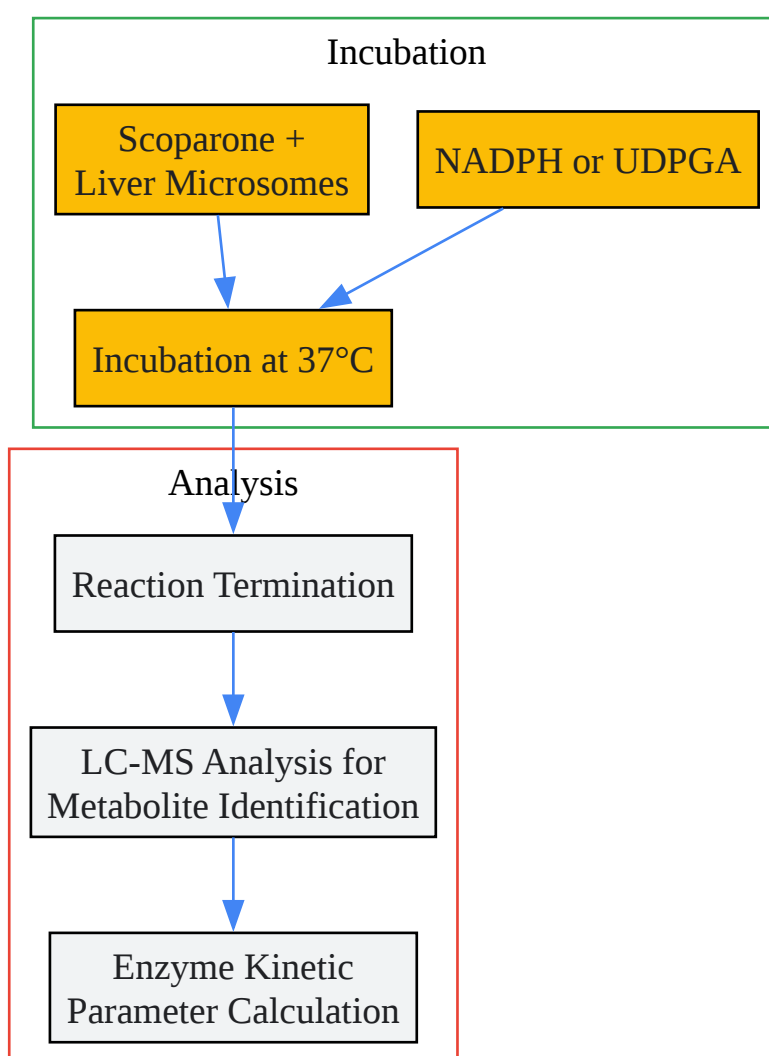 Incubation
Scoparone +
Liver Microsomes
NADPH or UDPGA
Incubation at 37°C
Analysis
Reaction Termination
LC-MS Analysis for
Metabolite Identification
Enzyme Kinetic
Parameter Calculation